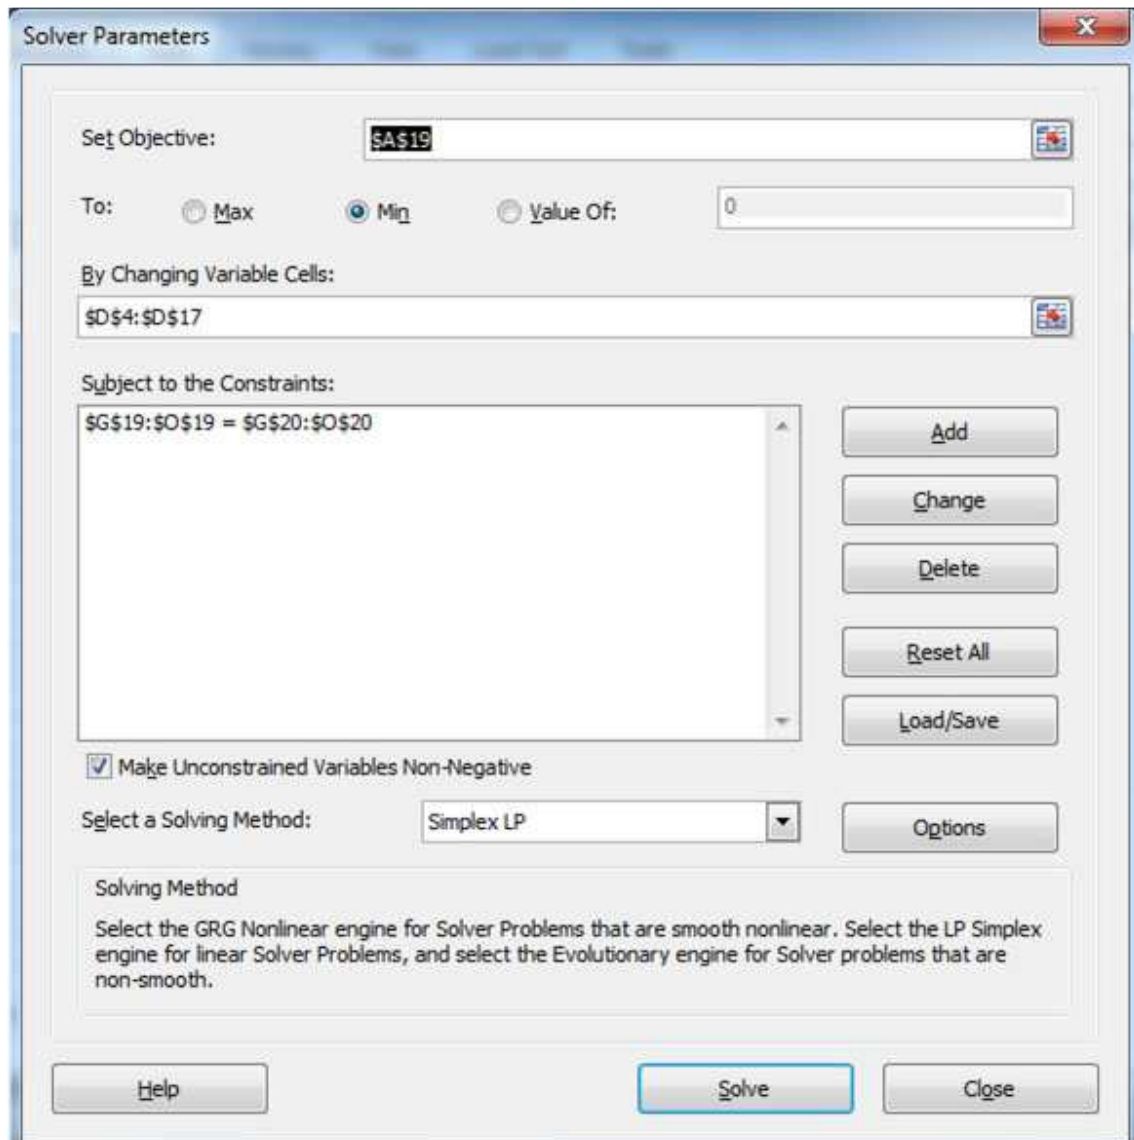 Solver Parameters
Set Objective:
$A$19
To:
Max
Min
Value Of:
0
By Changing Variable Cells:
$D$4:$D$17
Subject to the Constraints:
$G$19:$O$19 = $G$20:$O$20
Add
Change
Delete
Reset All
Load/Save
Make Unconstrained Variables Non-Negative
Select a Solving Method:
Simplex LP
Options
Solving Method
Select the GRG Nonlinear engine for Solver Problems that are smooth nonlinear. Select the LP Simplex
engine for linear Solver Problems, and select the Evolutionary engine for Solver problems that are
non-smooth.
Help
Solve
Close